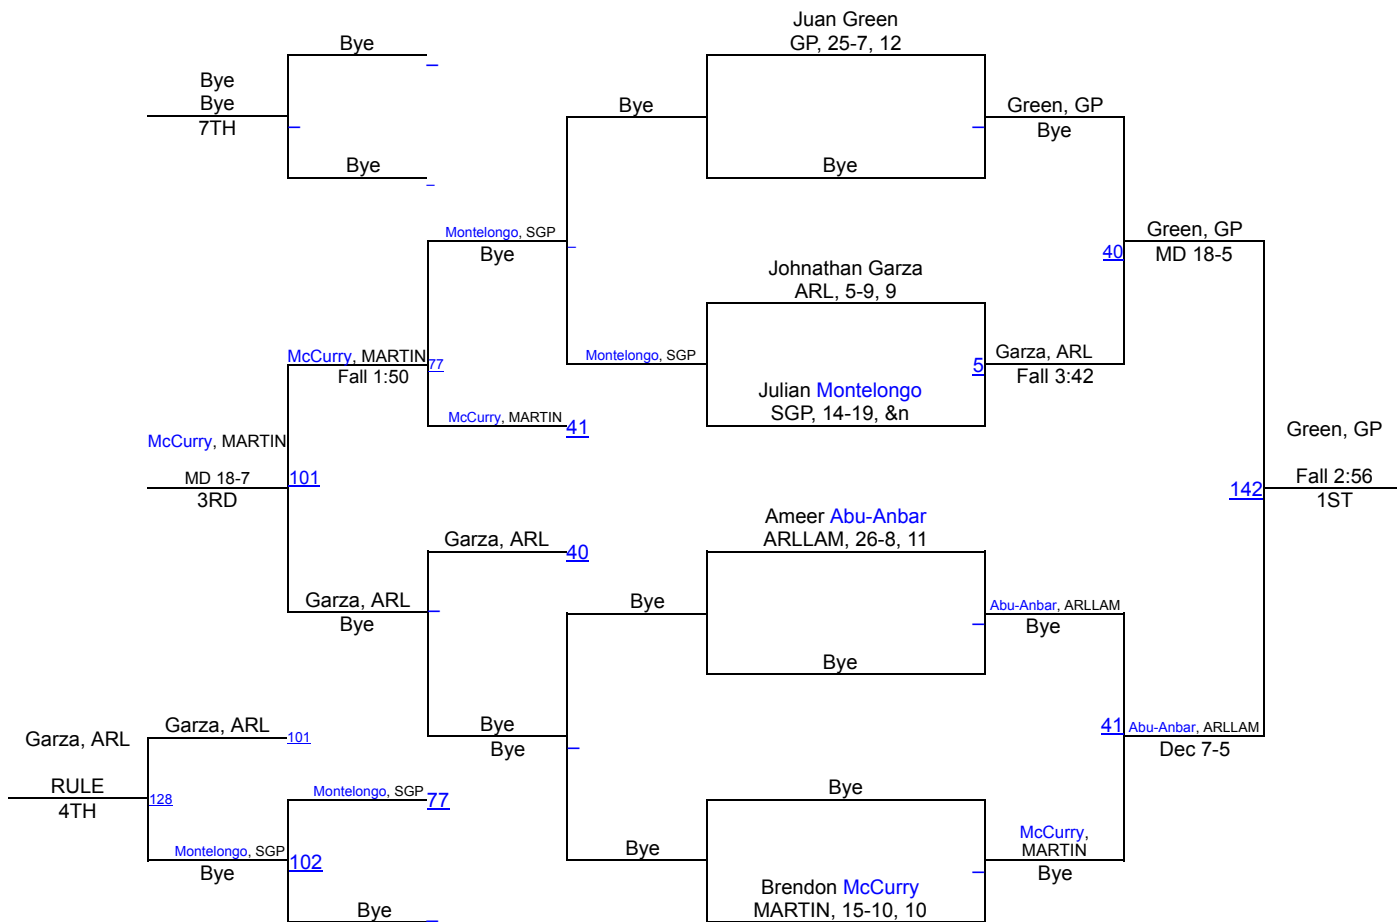 Juan Green
GP, 25-7, 12
Bye
Bye
Bye
7TH
Bye
Bye
Green, GP
Bye
Bye
Montelongo, SGP
Bye
Johnathan Garza
ARL, 5-9, 9
40
Green, GP
MD 18-5
McCurry, MARTIN
Fall 1:50
77
Montelongo, SGP
5
Garza, ARL
Fall 3:42
Julian Montelongo
SGP, 14-19, &n
McCurry, MARTIN
41
McCurry, MARTIN
MD 18-7
3RD
101
Green, GP
Fall 2:56
1ST
142
Ameer Abu-Anbar
ARLLAM, 26-8, 11
Garza, ARL
40
Garza, ARL
Bye
Bye
Abu-Anbar, ARLLAM
Bye
Bye
Bye
Bye
41
Abu-Anbar, ARLLAM
Dec 7-5
Garza, ARL
Garza, ARL
101
RULE
4TH
128
Montelongo, SGP
77
Bye
Montelongo, SGP
Bye
102
Bye
McCurry,
MARTIN
Bye
Brendon McCurry
MARTIN, 15-10, 10
Bye